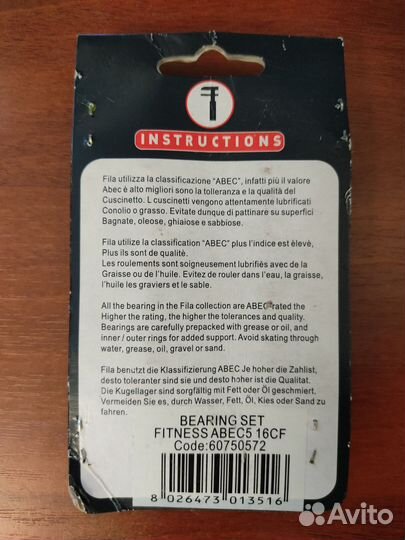 INSTRUCTIONS
Fila utilizza la classificazione "ABEC", infatti più il valore
Abec è alto migliori sono la tolleranza e la qualità del
Cuscinetto. L cuscinetti vengono attentamente lubrificati
Conolio o grasso. Evitate dunque di pattinare su superfici
Bagnate, oleose, ghiaiose e sabbiose.
Fila utilize la classification "ABEC" plus l'indice est élevè,
Plus ils sont de qualité.
Les roulements sont soigneusement lubrifiés avec de la
Graisse ou de l'huile. Evitez de rouler dans l'eau, la graisse,
l'huile les graviers et le sable.
All the bearing in the Fila collection are ABEC rated the
Higher the rating, the higher the tolerances and quality.
Bearings are carefully prepacked with grease or oil, and
inner / outer rings for added support. Avoid skating through
water, grease, oil, gravel or sand.
Fila benutzt die Klassifizierung ABEC Je hoher die Zahlist,
desto toleranter sind sie und desto hoher ist die Qualitat.
Die Kugellager sind sorgfältig mit Fett oder Öl geschmiert.
Vermeiden Sie es, durch Wasser, Fett, Öl, Kies oder Sand zu
fahren.
BEARING SET
FITNESS ABEC5 16CF
Code:60750572
8 026473 013516
Avito